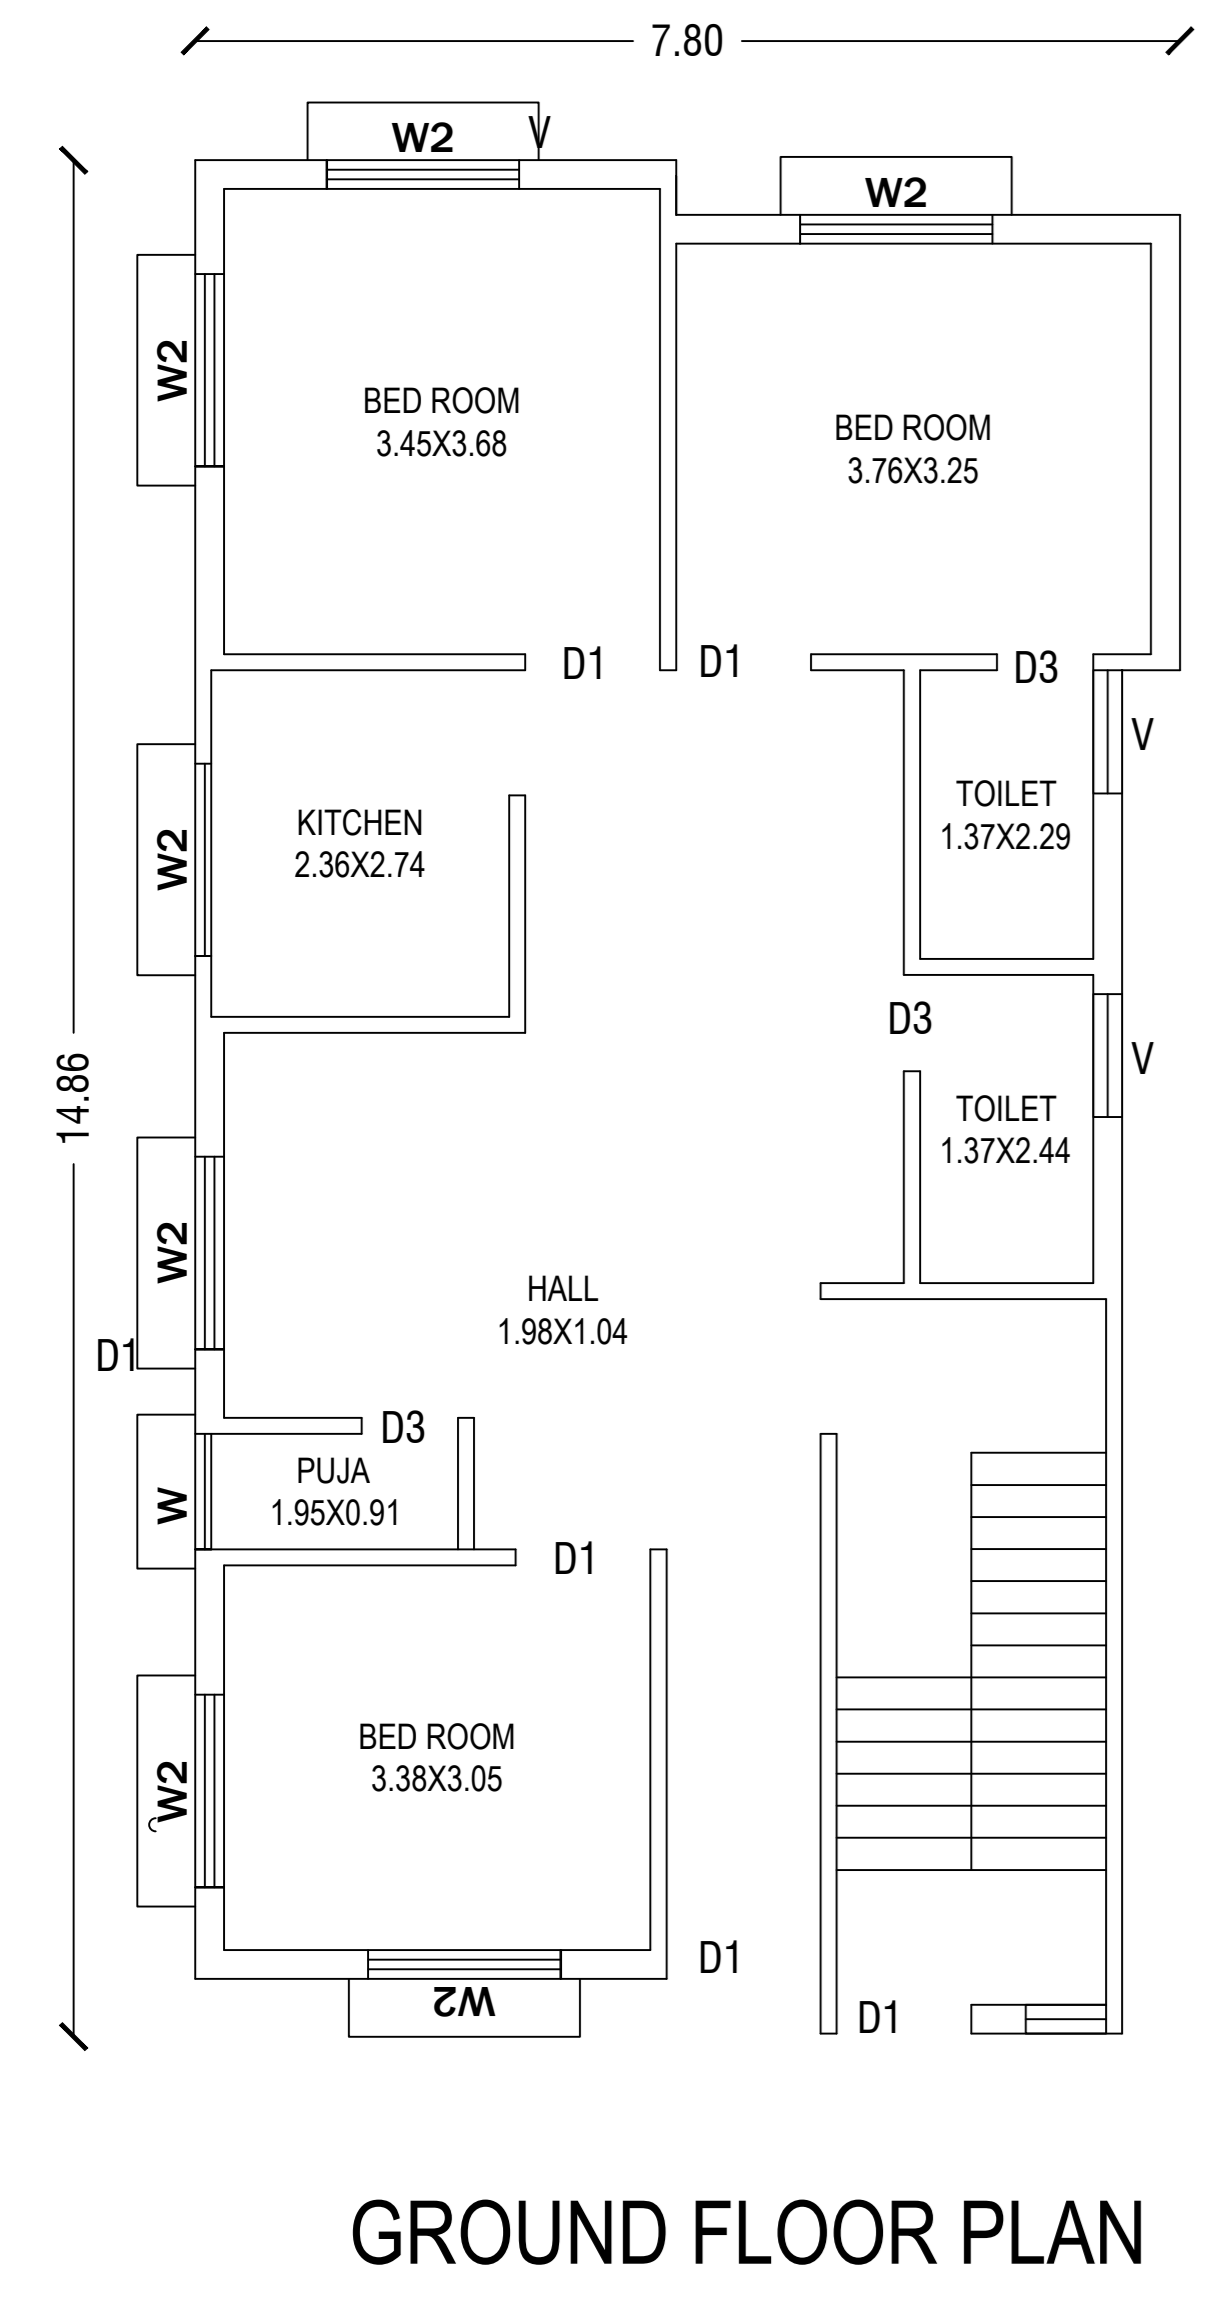 7.80
W2
V
W2
W2
BED ROOM
3.45X3.68
BED ROOM
3.76X3.25
D1
D1
D3
V
W2
KITCHEN
2.36X2.74
TOILET
1.37X2.29
D3
V
14.86
TOILET
1.37X2.44
W2
HALL
1.98X1.04
D1
D3
W
PUJA
1.95X0.91
D1
W2
BED ROOM
3.38X3.05
D1
W2
D1
GROUND FLOOR PLAN